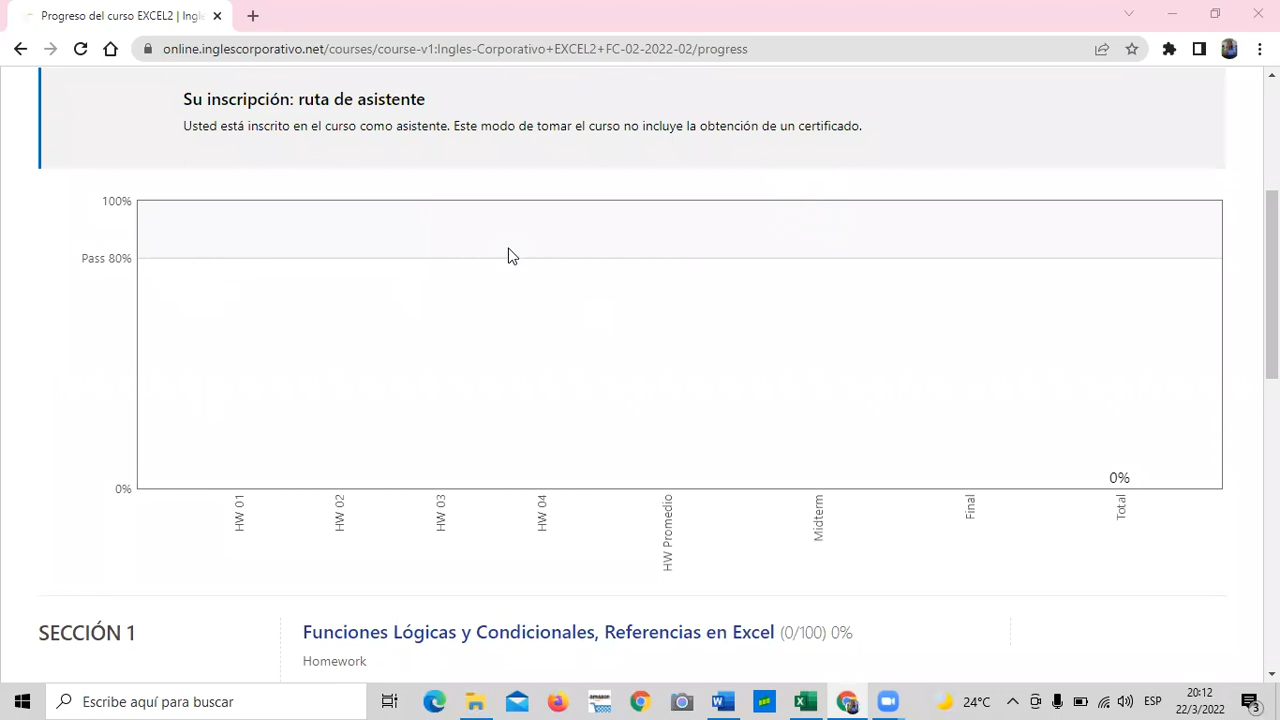 Progreso del curso EXCEL2 | Ingle
online.inglescorporativo.net/courses/course-v1:Ingles-Corporativo+EXCEL2+FC-02-2022-02/progress
Su inscripción: ruta de asistente
Usted está inscrito en el curso como asistente. Este modo de tomar el curso no incluye la obtención de un certificado.
100%
Pass 80%
0%
0%
HW 01
HW 02
HW 03
HW 04
HW Promedio
Midterm
Final
Total
SECCIÓN 1
Funciones Lógicas y Condicionales, Referencias en Excel (0/100) 0%
Homework
Escribe aquí para buscar
24°C
ESP
20:12
22/3/2022
3